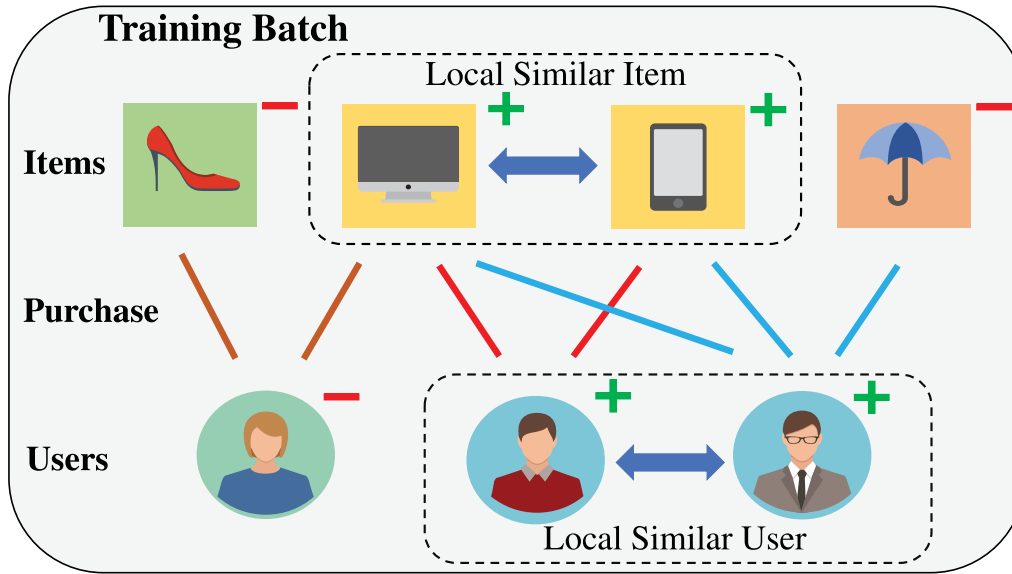 Training Batch
Local Similar Item
Items
Purchase
Users
Local Similar User